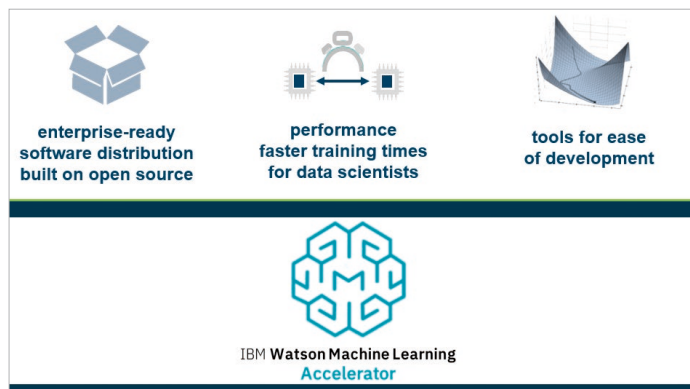 enterprise-ready
software distribution
built on open source
performance
faster training times
for data scientists
tools for ease
of development
IBM Watson Machine Learning
Accelerator